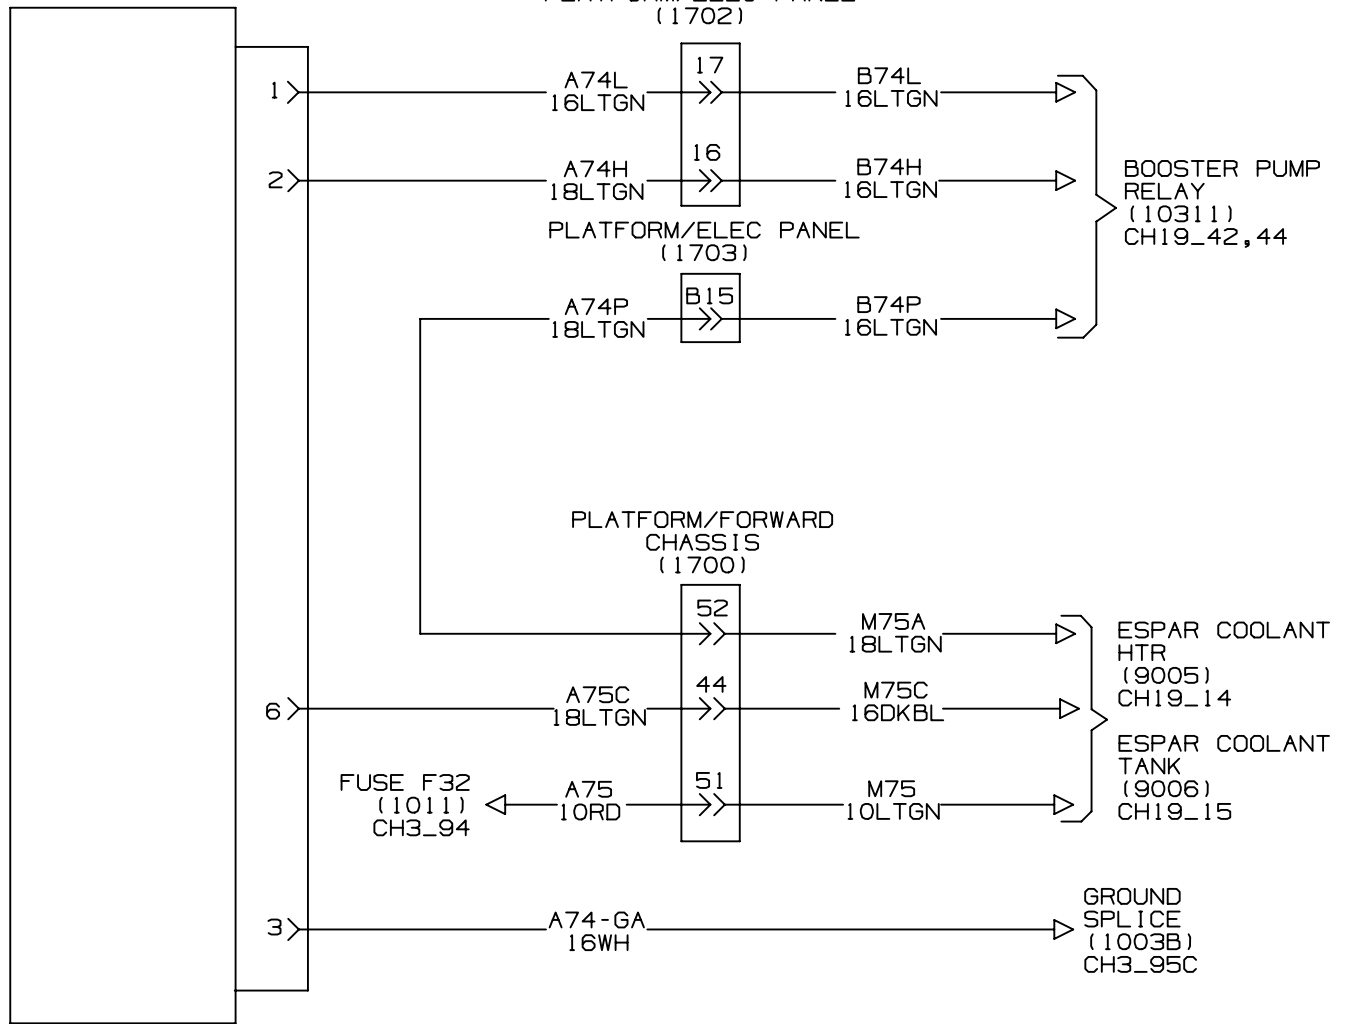 (1702)
17
1
A74L
16LTGN
B74L
16LTGN
16
2
A74H
18LTGN
B74H
16LTGN
BOOSTER PUMP
RELAY
(10311)
CH19_42,44
PLATFORM/ELEC PANEL
(1703)
B15
A74P
18LTGN
B74P
16LTGN
PLATFORM/FORWARD
CHASSIS
(1700)
52
M75A
18LTGN
ESPAR COOLANT
HTR
(9005)
CH19_14
6
A75C
18LTGN
44
M75C
16DKBL
ESPAR COOLANT
TANK
(9006)
CH19_15
FUSE F32
(1011)
CH3_94
A75
10RD
51
M75
10LTGN
3
A74-GA
16WH
GROUND
SPLICE
(1003B)
CH3_95C